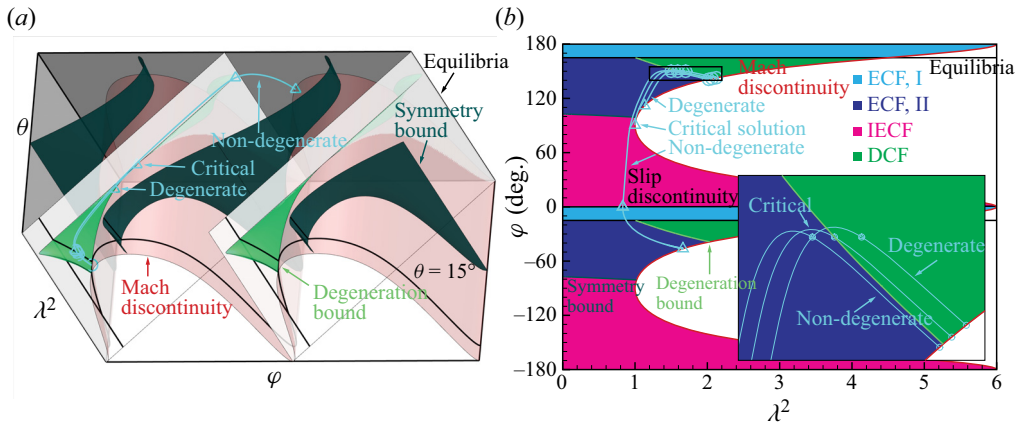 (a)
Equilibria
Symmetry
bound
θ
Non-degenerate
Critical
Degenerate
θ = 15°
Mach
discontinuity
Degeneration
bound
λ²
φ
(b)
180
120
60
0
–60
–120
–180
φ (deg.)
Equilibria
Mach
discontinuity
ECF, I
ECF, II
IECF
DCF
Degenerate
Critical solution
Non-degenerate
Slip
discontinuity
Symmetry
bound
Degeneration
bound
Critical
Degenerate
Non-degenerate
0 1 2 3 4 5 6
λ²